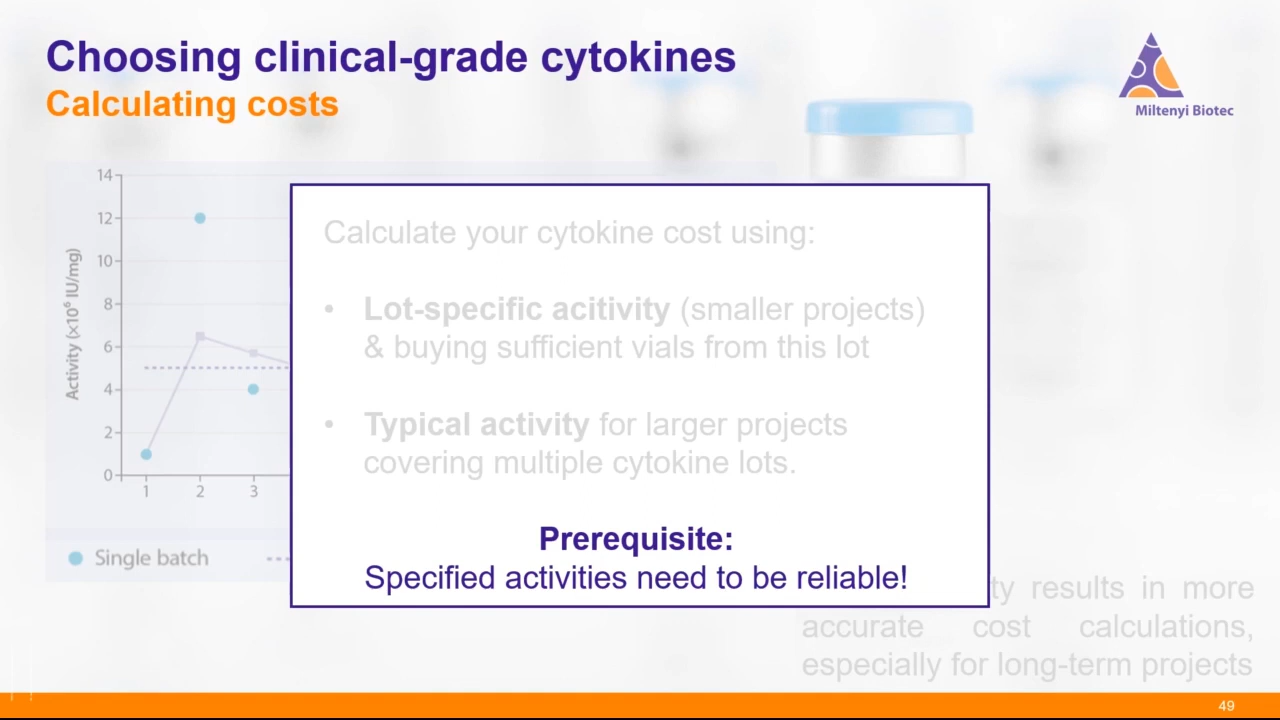 Choosing clinical-grade cytokines
Calculating costs
Miltenyi Biotec
14
12
10
8
6
4
2
0
Activity (×10⁶ IU/mg)
1
2
3
Single batch
Calculate your cytokine cost using:
• Lot-specific acitivity (smaller projects)
& buying sufficient vials from this lot
• Typical activity for larger projects
covering multiple cytokine lots.
Prerequisite:
Specified activities need to be reliable!
results in more
accurate cost calculations,
especially for long-term projects
49